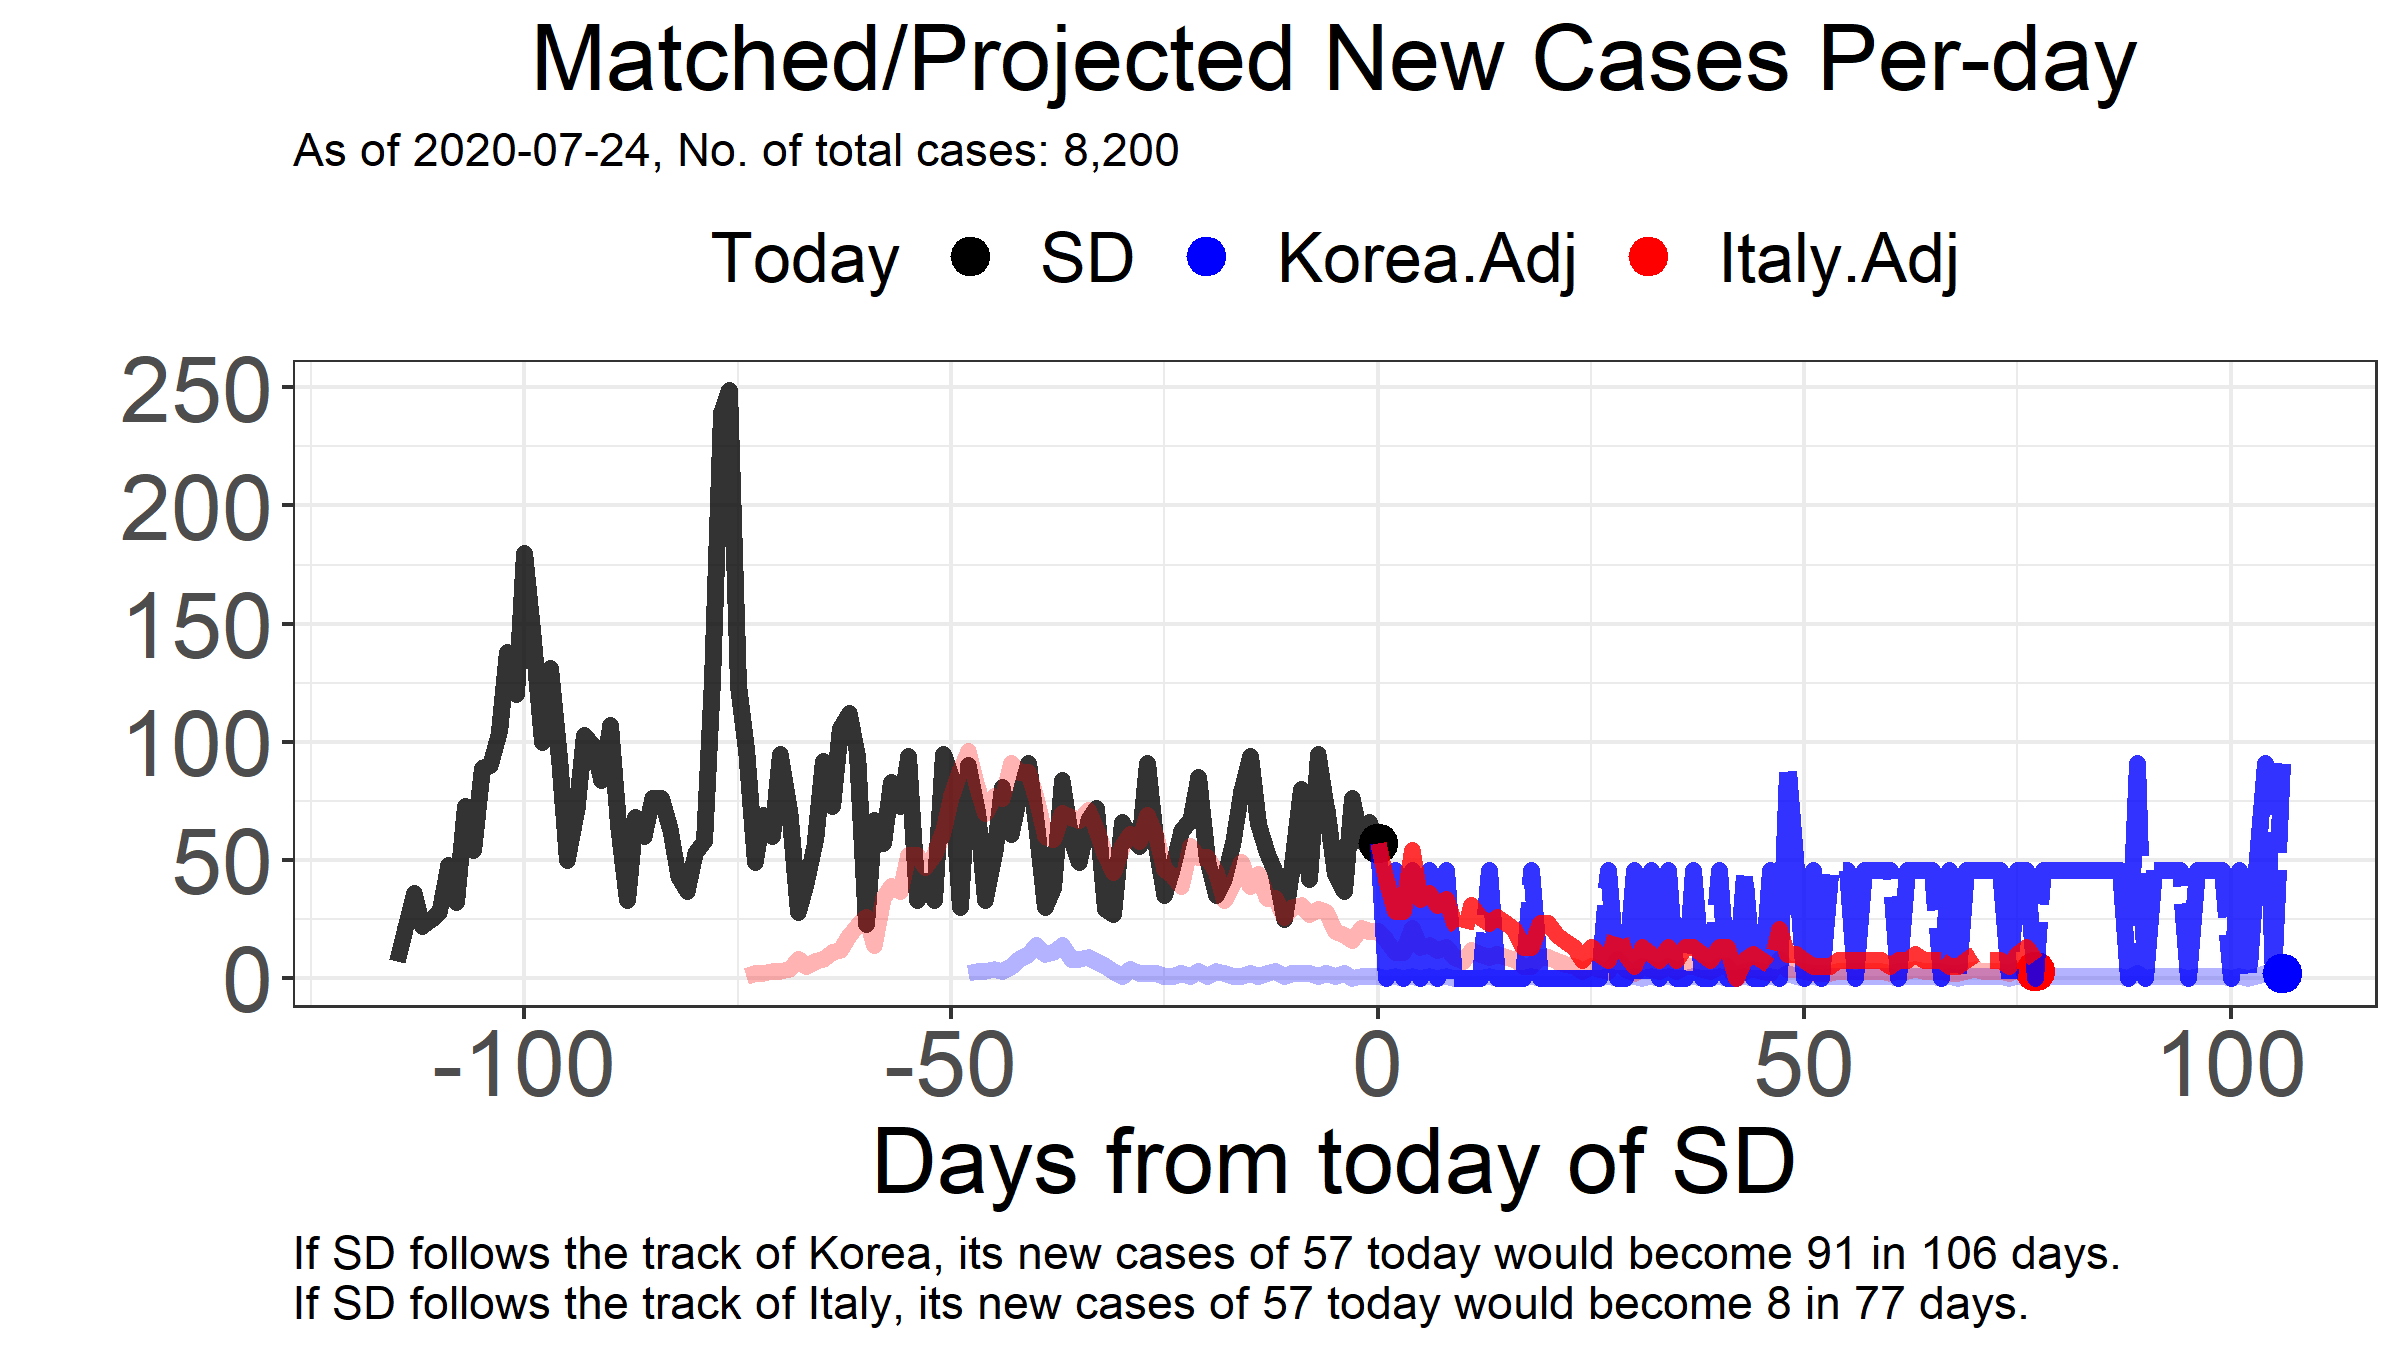 Matched/Projected New Cases Per-day
As of 2020-07-24, No. of total cases: 8,200
Today SD Korea.Adj Italy.Adj
250
200
150
100
50
0
-100 -50 0 50 100
Days from today of SD
If SD follows the track of Korea, its new cases of 57 today would become 91 in 106 days.
If SD follows the track of Italy, its new cases of 57 today would become 8 in 77 days.